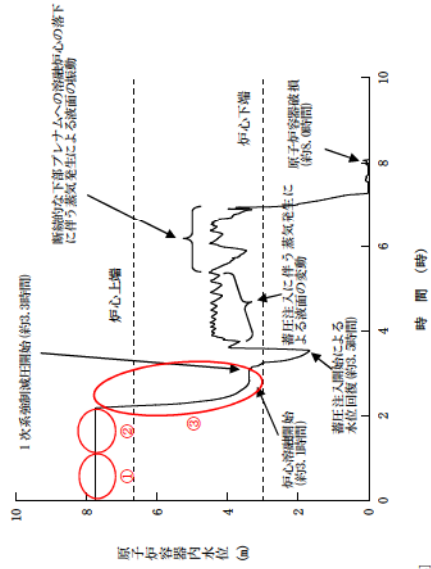 断続的な下部プレナムへの溶融炉心の落下
に伴う蒸気発生による液面の振動
1次系強制減圧開始(約3.3時間)
炉心上端
炉心下端
原子炉容器破損
(約8.0時間)
蓄圧注入に伴う蒸気発生に
よる液面の変動
炉心溶融開始
(約3.1時間)
蓄圧注入開始による
水位回復(約3.5時間)
①
②
③
原子炉容器内水位 (m)
10
8
6
4
2
0
0
2
4
6
8
10
時間 (時)